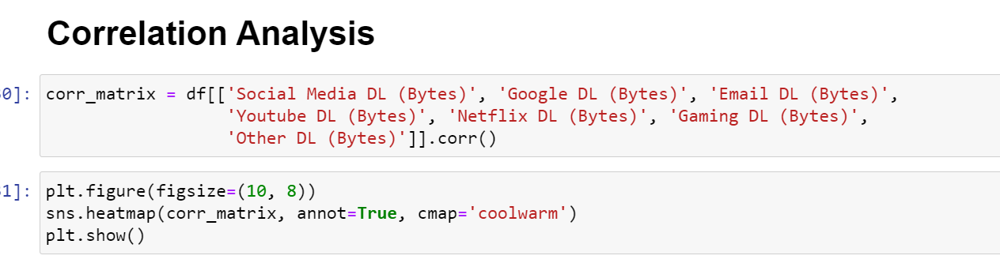 Correlation Analysis
0]: corr_matrix = df[['Social Media DL (Bytes)', 'Google DL (Bytes)', 'Email DL (Bytes)',
'Youtube DL (Bytes)', 'Netflix DL (Bytes)', 'Gaming DL (Bytes)',
'Other DL (Bytes)']].corr()
1]: plt.figure(figsize=(10, 8))
sns.heatmap(corr_matrix, annot=True, cmap='coolwarm')
plt.show()